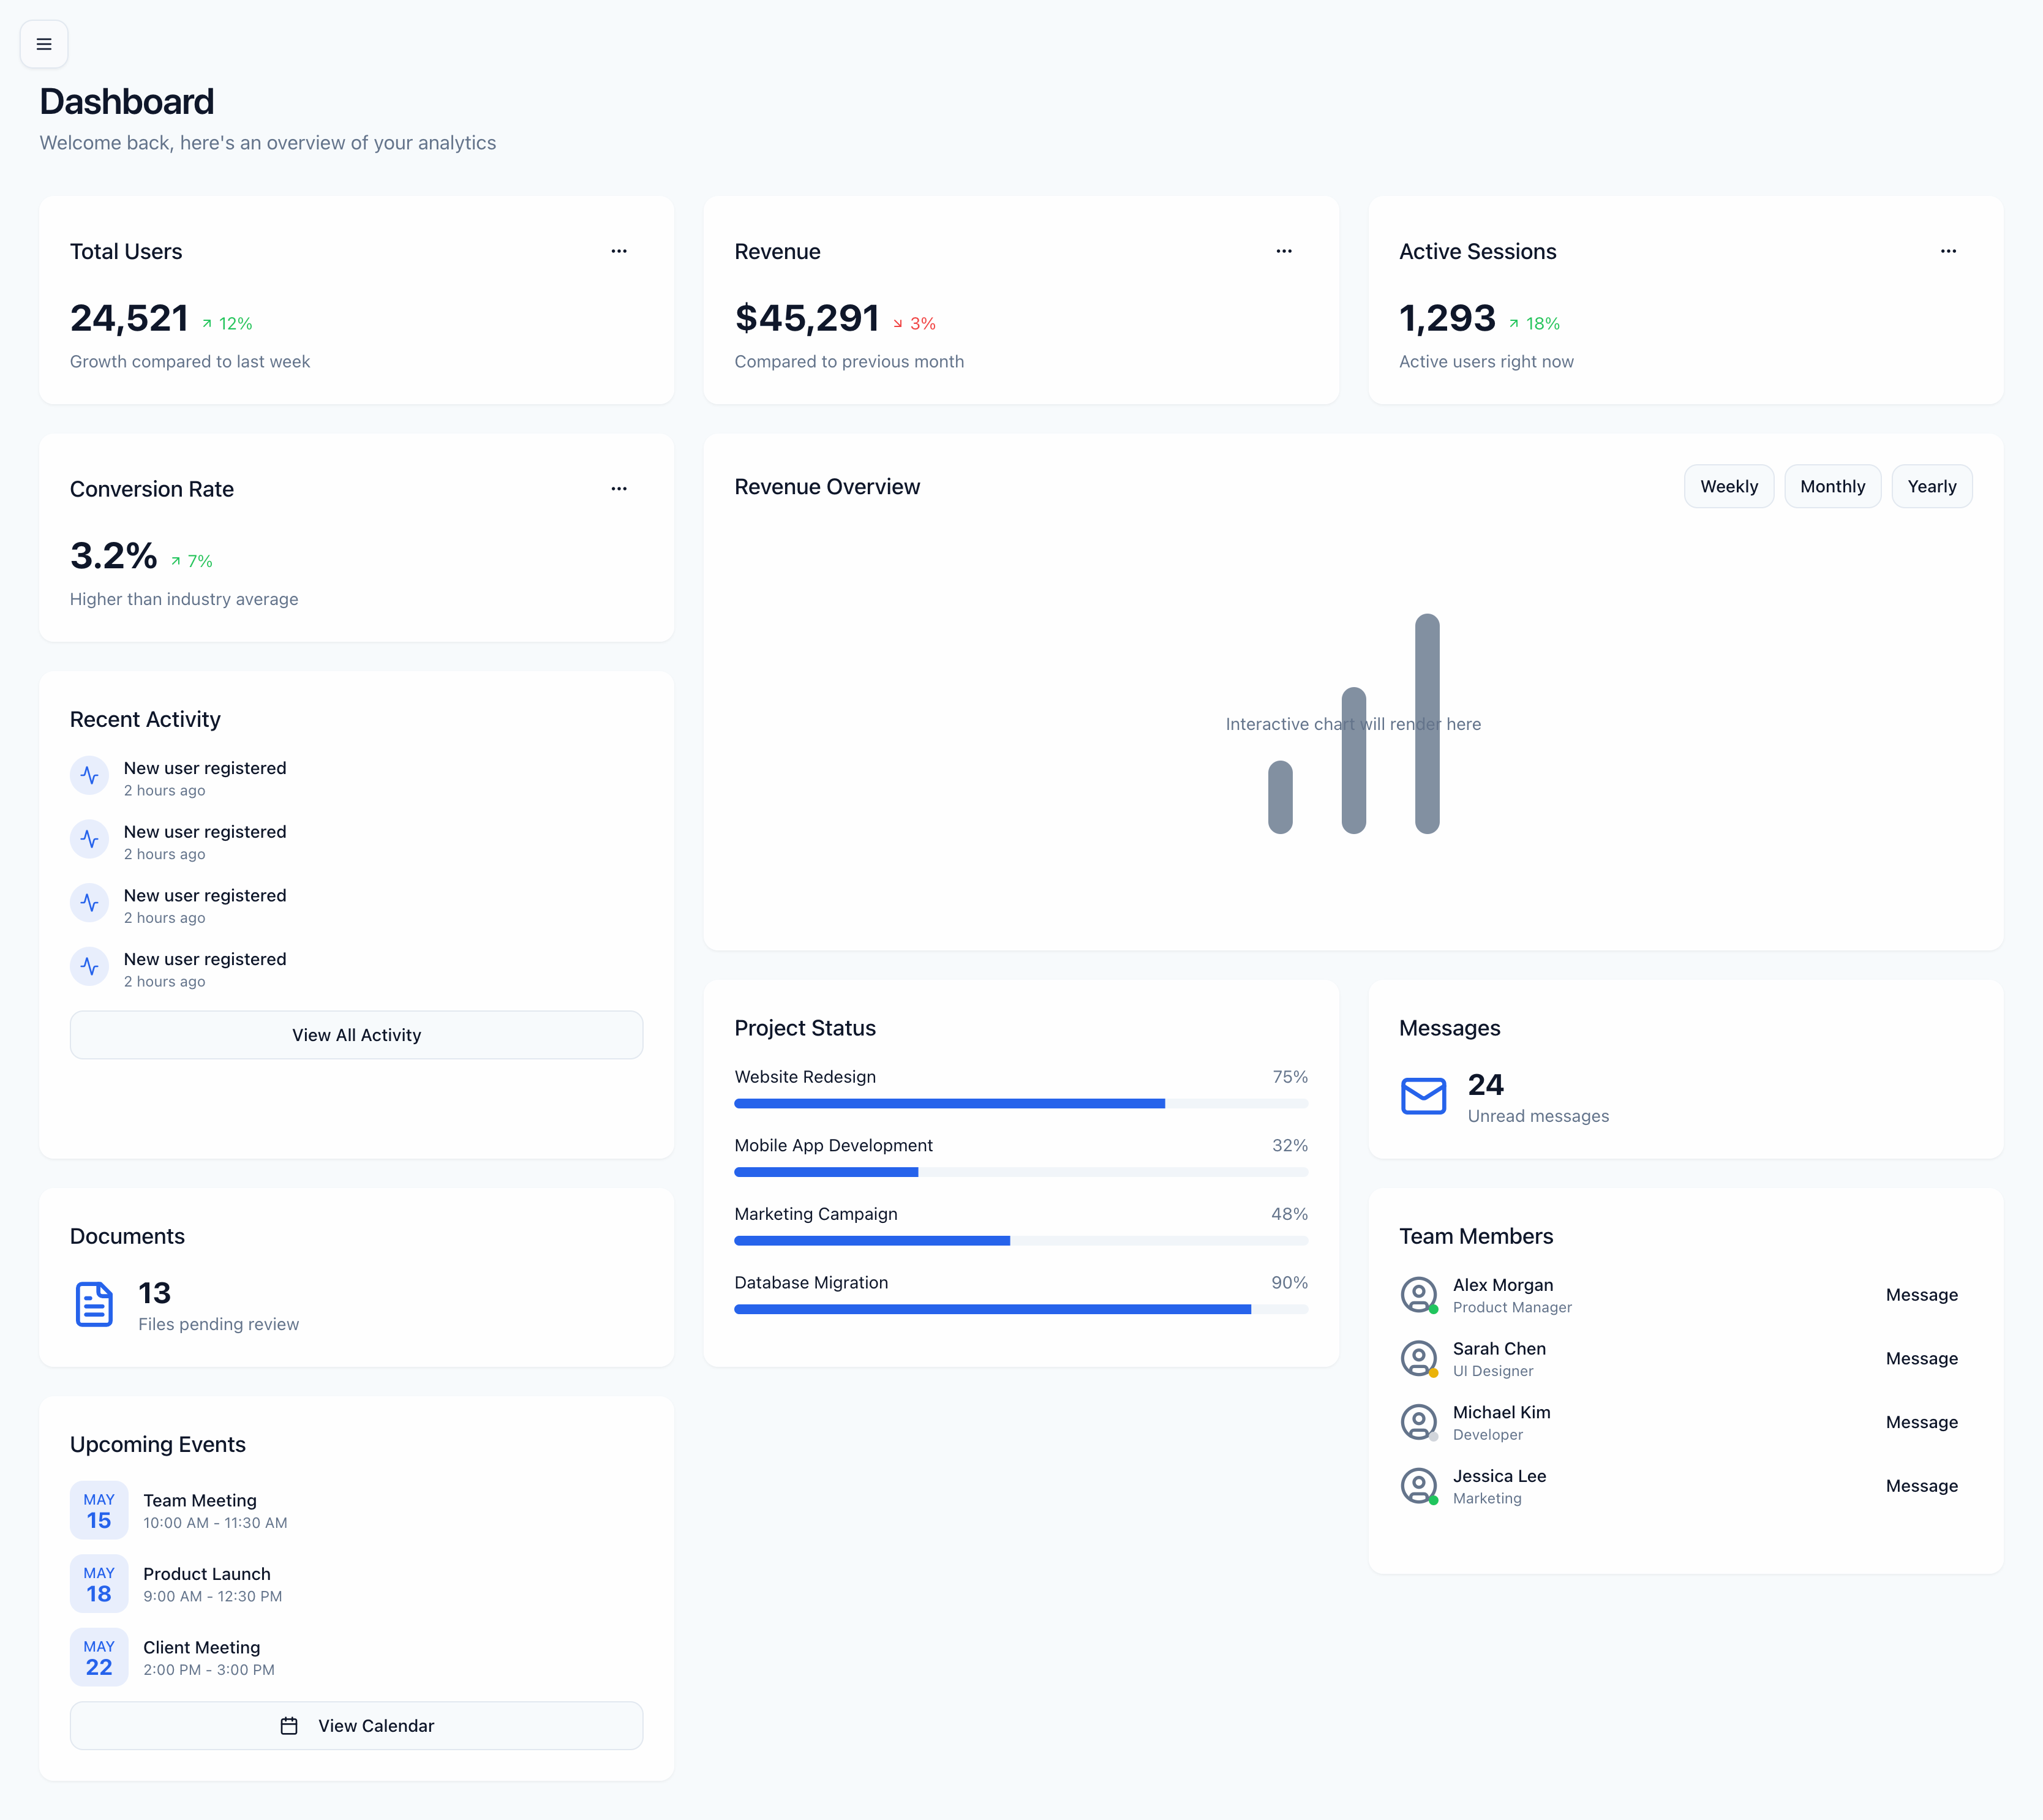 Dashboard
Welcome back, here's an overview of your analytics
Total Users
24,521 12%
Growth compared to last week
Revenue
$45,291 3%
Compared to previous month
Active Sessions
1,293 18%
Active users right now
Conversion Rate
3.2% 7%
Higher than industry average
Revenue Overview
Weekly Monthly Yearly
Interactive chart will render here
Recent Activity
New user registered
2 hours ago
New user registered
2 hours ago
New user registered
2 hours ago
New user registered
2 hours ago
View All Activity
Project Status
Website Redesign 75%
Mobile App Development 32%
Marketing Campaign 48%
Database Migration 90%
Messages
24
Unread messages
Documents
13
Files pending review
Team Members
Alex Morgan
Product Manager
Message
Sarah Chen
UI Designer
Message
Michael Kim
Developer
Message
Jessica Lee
Marketing
Message
Upcoming Events
MAY
15
Team Meeting
10:00 AM - 11:30 AM
MAY
18
Product Launch
9:00 AM - 12:30 PM
MAY
22
Client Meeting
2:00 PM - 3:00 PM
View Calendar